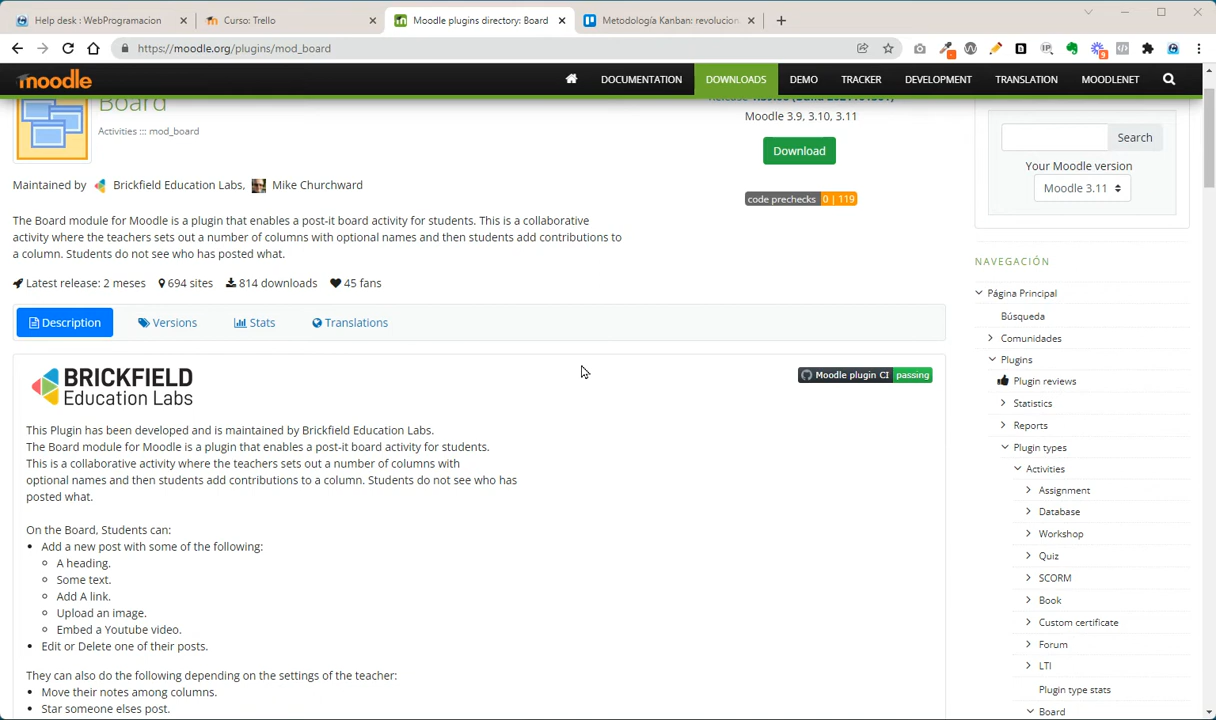 Help desk : WebProgramacion
Curso: Trello
Moodle plugins directory: Board
Metodología Kanban: revolucion
https://moodle.org/plugins/mod_board
moodle
DOCUMENTATION
DOWNLOADS
DEMO
TRACKER
DEVELOPMENT
TRANSLATION
MOODLENET
Board
Activities ::: mod_board
Moodle 3.9, 3.10, 3.11
Download
Search
Your Moodle version
Moodle 3.11
Maintained by Brickfield Education Labs, Mike Churchward
code prechecks 0 | 119
The Board module for Moodle is a plugin that enables a post-it board activity for students. This is a collaborative
activity where the teachers sets out a number of columns with optional names and then students add contributions to
a column. Students do not see who has posted what.
Latest release: 2 meses 694 sites 814 downloads 45 fans
Description Versions Stats Translations
BRICKFIELD
Education Labs
Moodle plugin CI passing
This Plugin has been developed and is maintained by Brickfield Education Labs.
The Board module for Moodle is a plugin that enables a post-it board activity for students.
This is a collaborative activity where the teachers sets out a number of columns with
optional names and then students add contributions to a column. Students do not see who has
posted what.
On the Board, Students can:
Add a new post with some of the following:
A heading.
Some text.
Add A link.
Upload an image.
Embed a Youtube video.
Edit or Delete one of their posts.
They can also do the following depending on the settings of the teacher:
Move their notes among columns.
Star someone elses post.
NAVEGACIÓN
Página Principal
Búsqueda
Comunidades
Plugins
Plugin reviews
Statistics
Reports
Plugin types
Activities
Assignment
Database
Workshop
Quiz
SCORM
Book
Custom certificate
Forum
LTI
Plugin type stats
Board